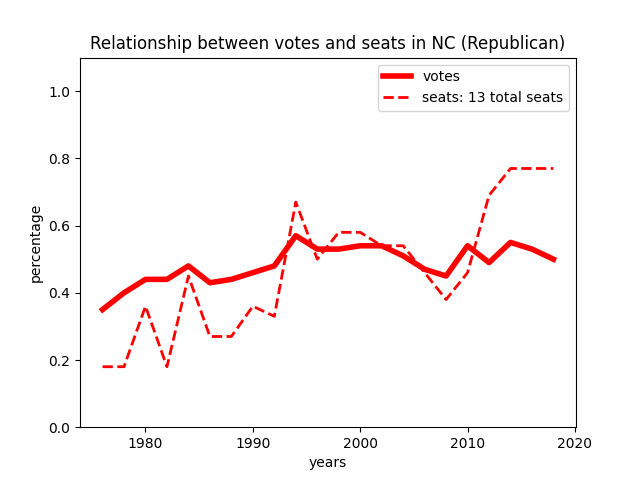 Relationship between votes and seats in NC (Republican)
votes
seats: 13 total seats
1.0
0.8
0.6
0.4
0.2
0.0
percentage
1980 1990 2000 2010 2020
years